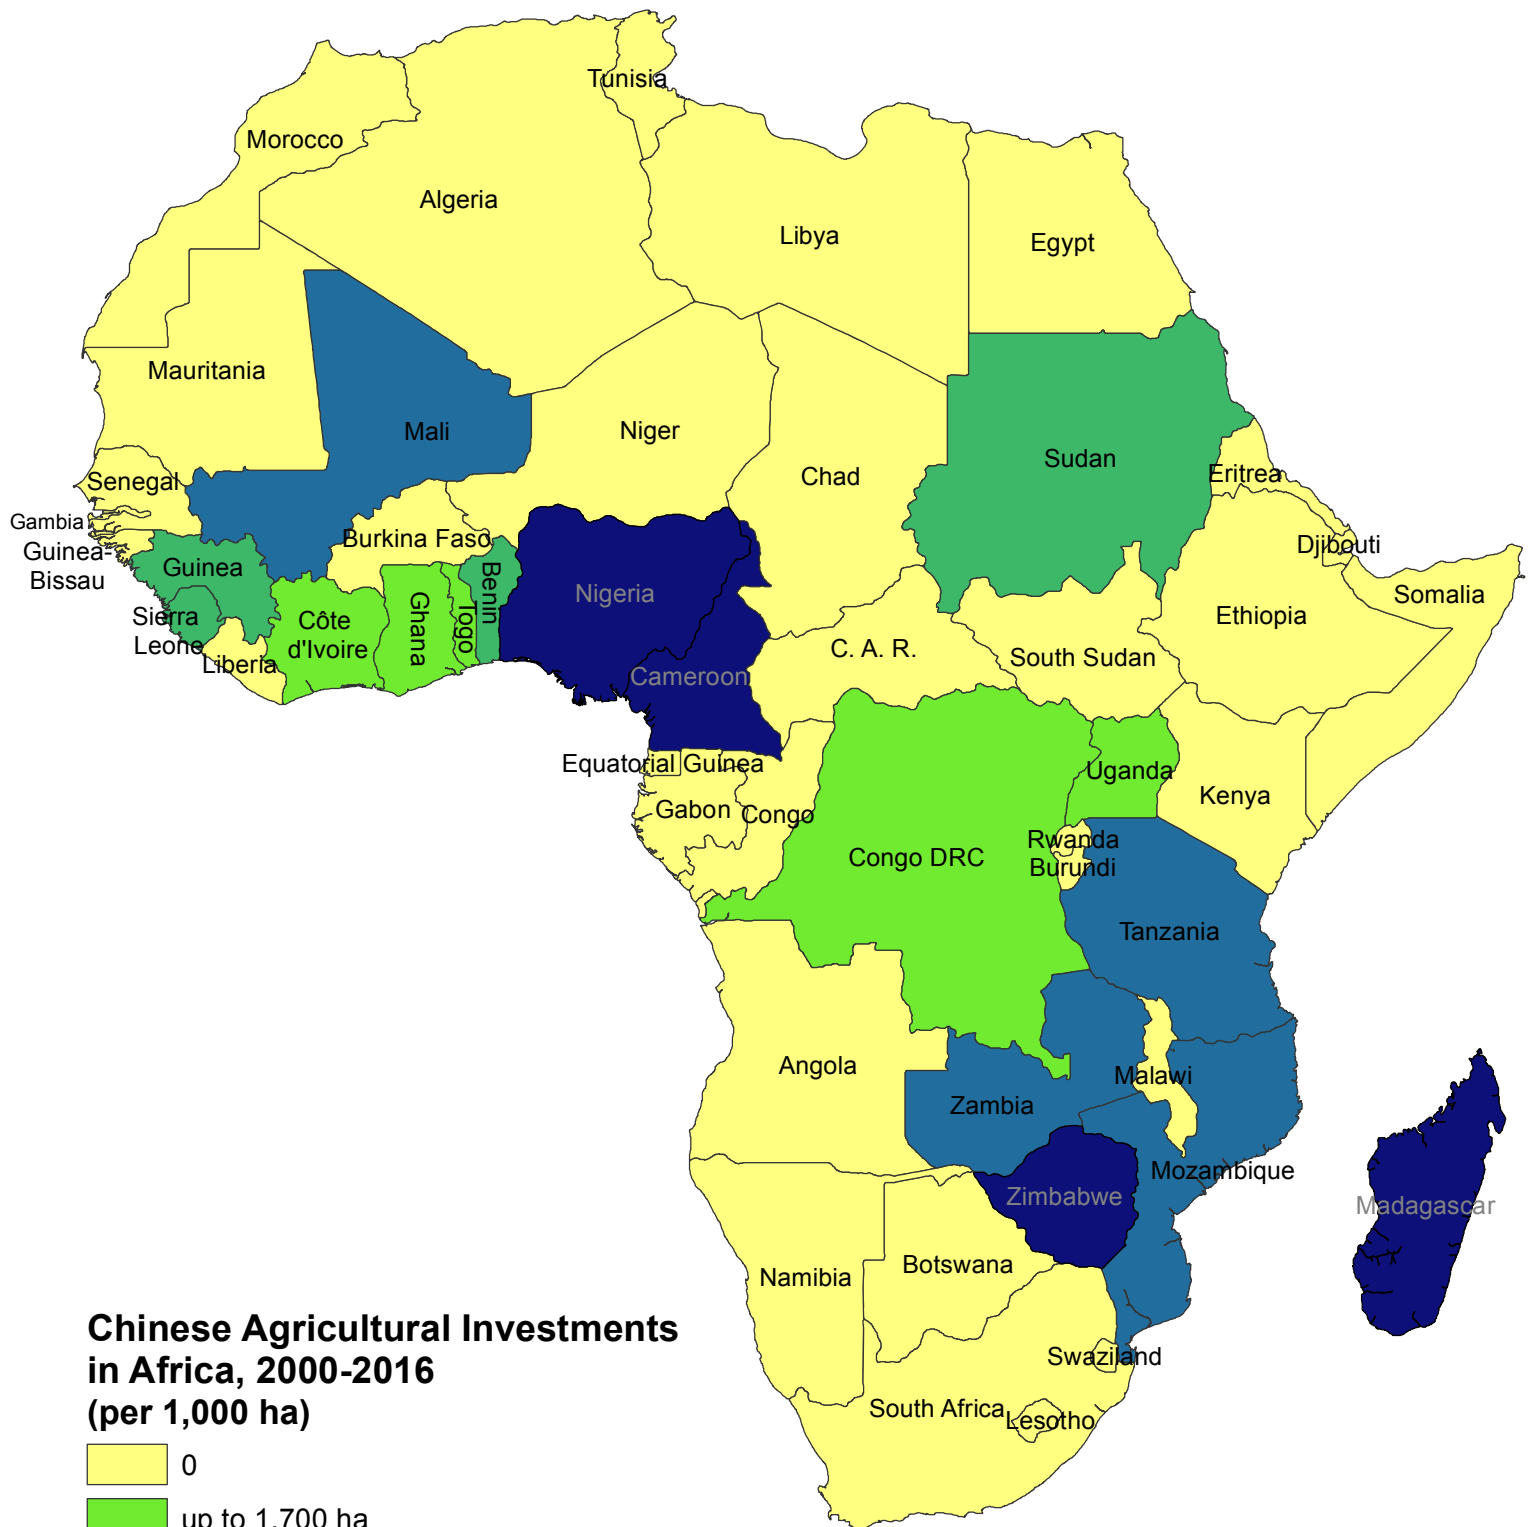 Tunisia
Morocco
Algeria
Libya
Egypt
Mauritania
Mali
Niger
Chad
Sudan
Eritrea
Senegal
Gambia
Guinea-
Bissau
Guinea
Burkina Faso
Benin
Djibouti
Somalia
Sierra
Leone
Liberia
Côte
d'Ivoire
Ghana
Togo
Nigeria
Cameroon
C. A. R.
South Sudan
Ethiopia
Equatorial Guinea
Gabon
Congo
Congo DRC
Uganda
Kenya
Rwanda
Burundi
Tanzania
Angola
Zambia
Malawi
Mozambique
Zimbabwe
Madagascar
Namibia
Botswana
Swaziland
South Africa
Lesotho
Chinese Agricultural Investments
in Africa, 2000-2016
(per 1,000 ha)
0
up to 1,700 ha